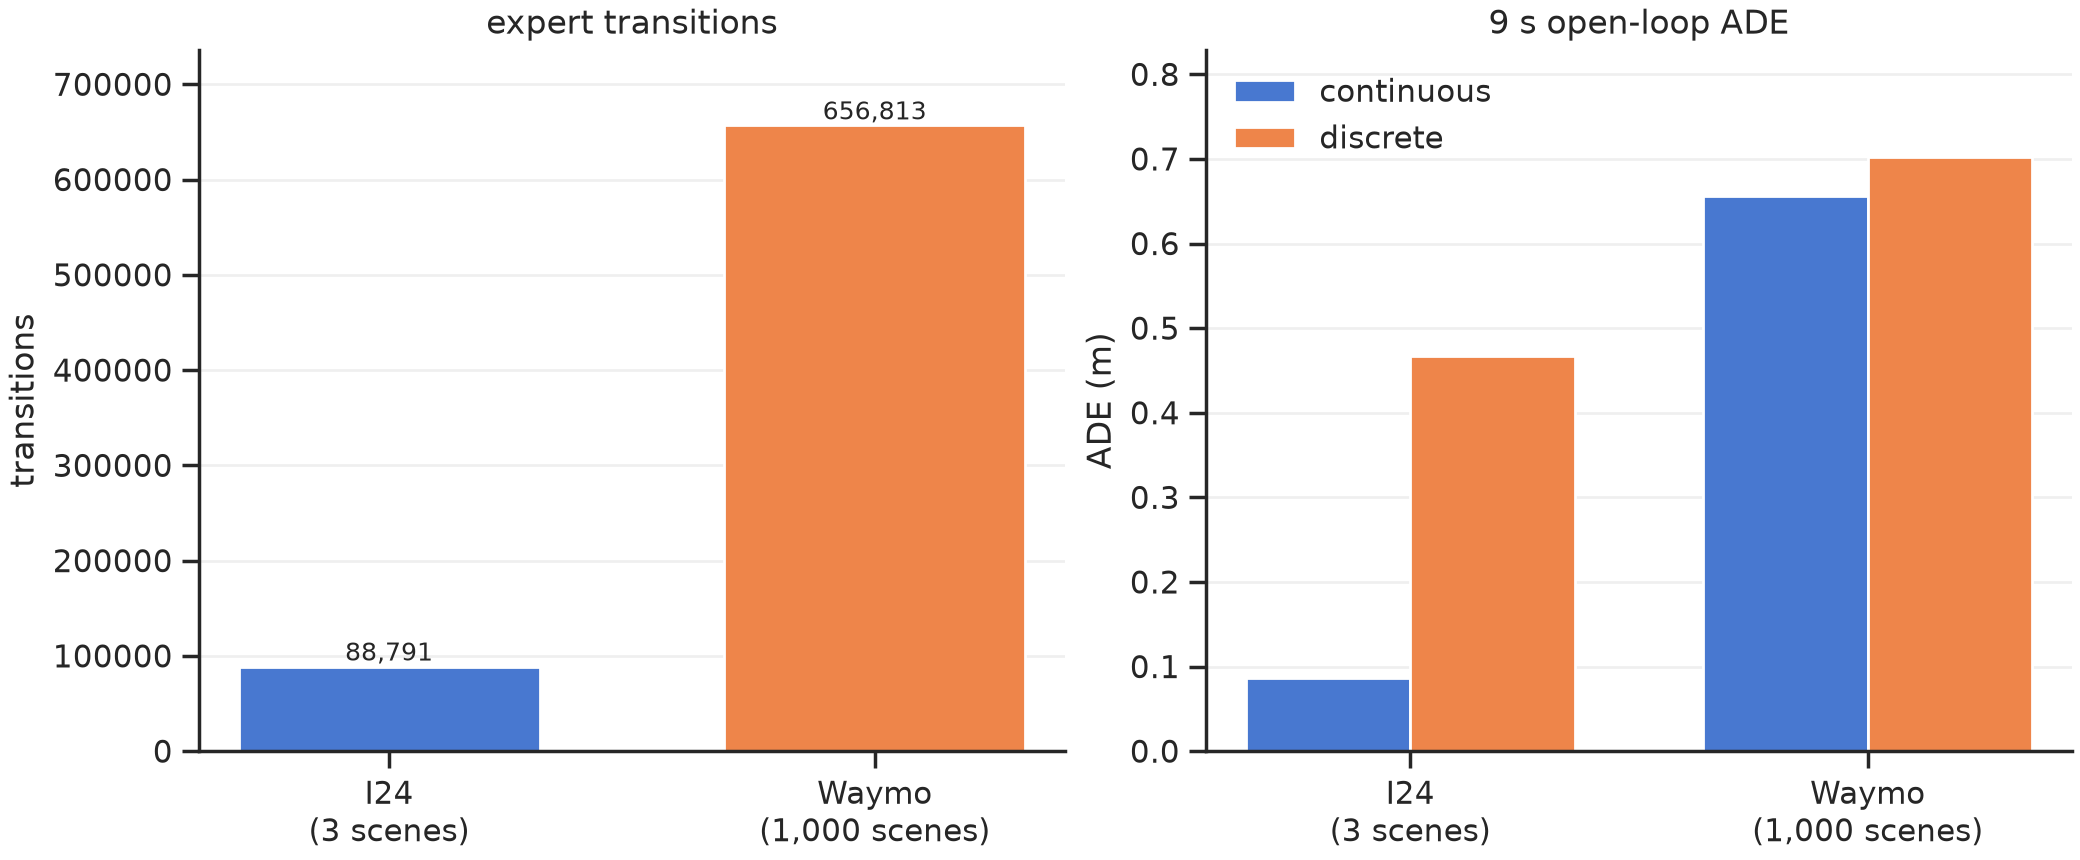 expert transitions
transitions
700000
600000
500000
400000
300000
200000
100000
0
656,813
88,791
I24
(3 scenes)
Waymo
(1,000 scenes)
9 s open-loop ADE
continuous
discrete
ADE (m)
0.8
0.7
0.6
0.5
0.4
0.3
0.2
0.1
0.0
I24
(3 scenes)
Waymo
(1,000 scenes)